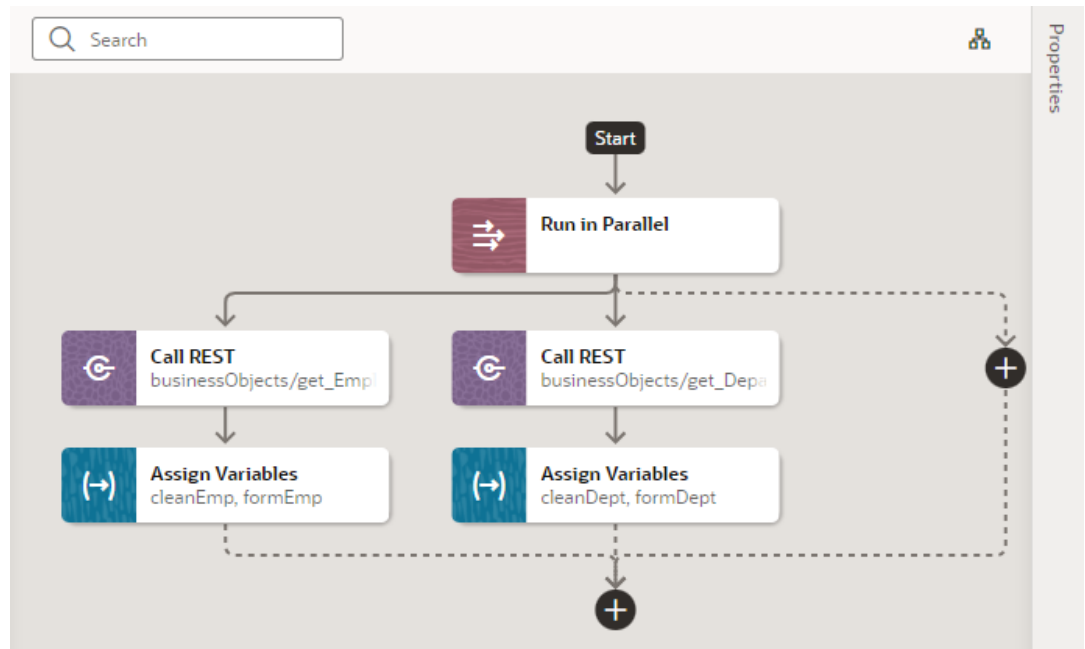 Search
Properties
Start
Run in Parallel
Call REST
businessObjects/get_Empl
Call REST
businessObjects/get_Depa
Assign Variables
cleanEmp, formEmp
Assign Variables
cleanDept, formDept